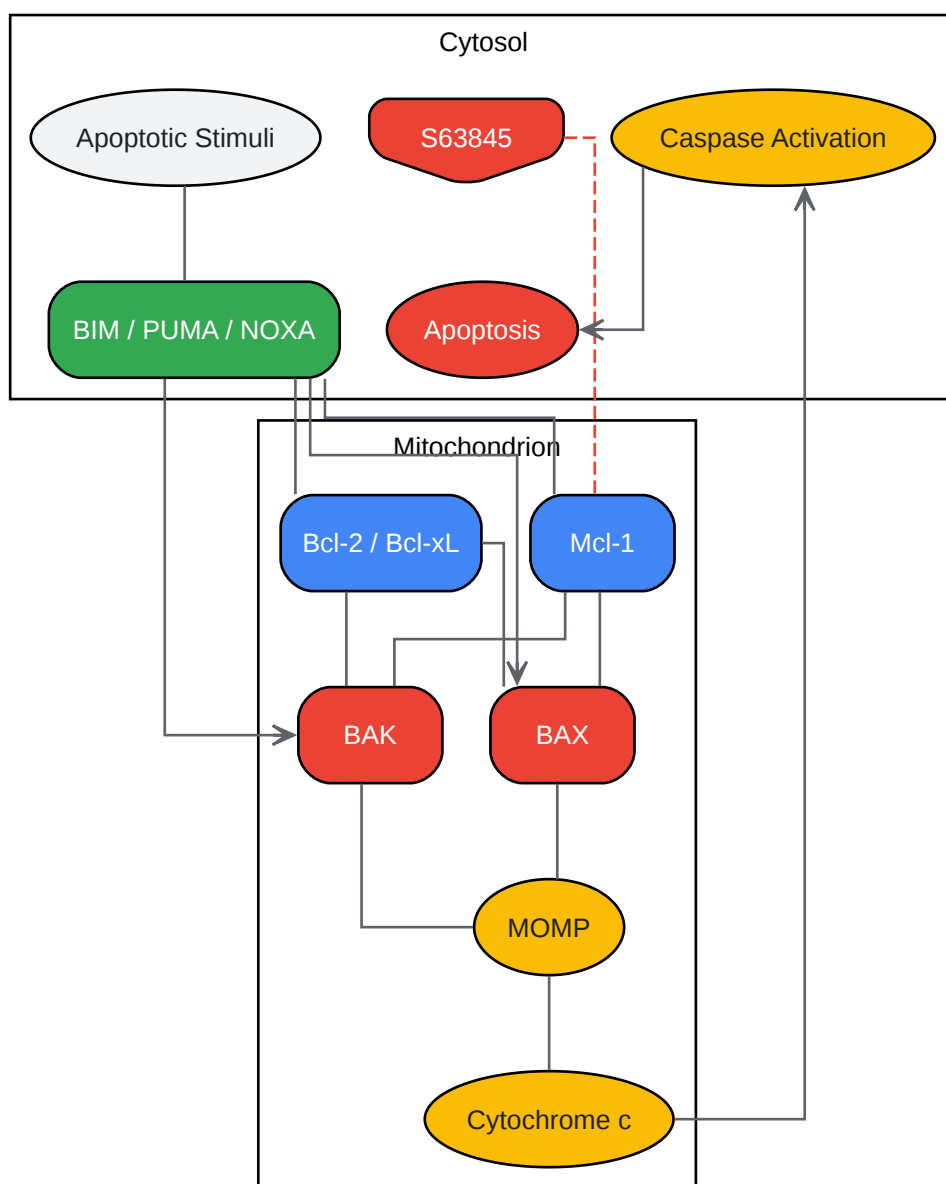 Cytosol
Apoptotic Stimuli
S63845
Caspase Activation
BIM / PUMA / NOXA
Apoptosis
Mitochondrion
Bcl-2 / Bcl-xL
Mcl-1
BAK
BAX
MOMP
Cytochrome c